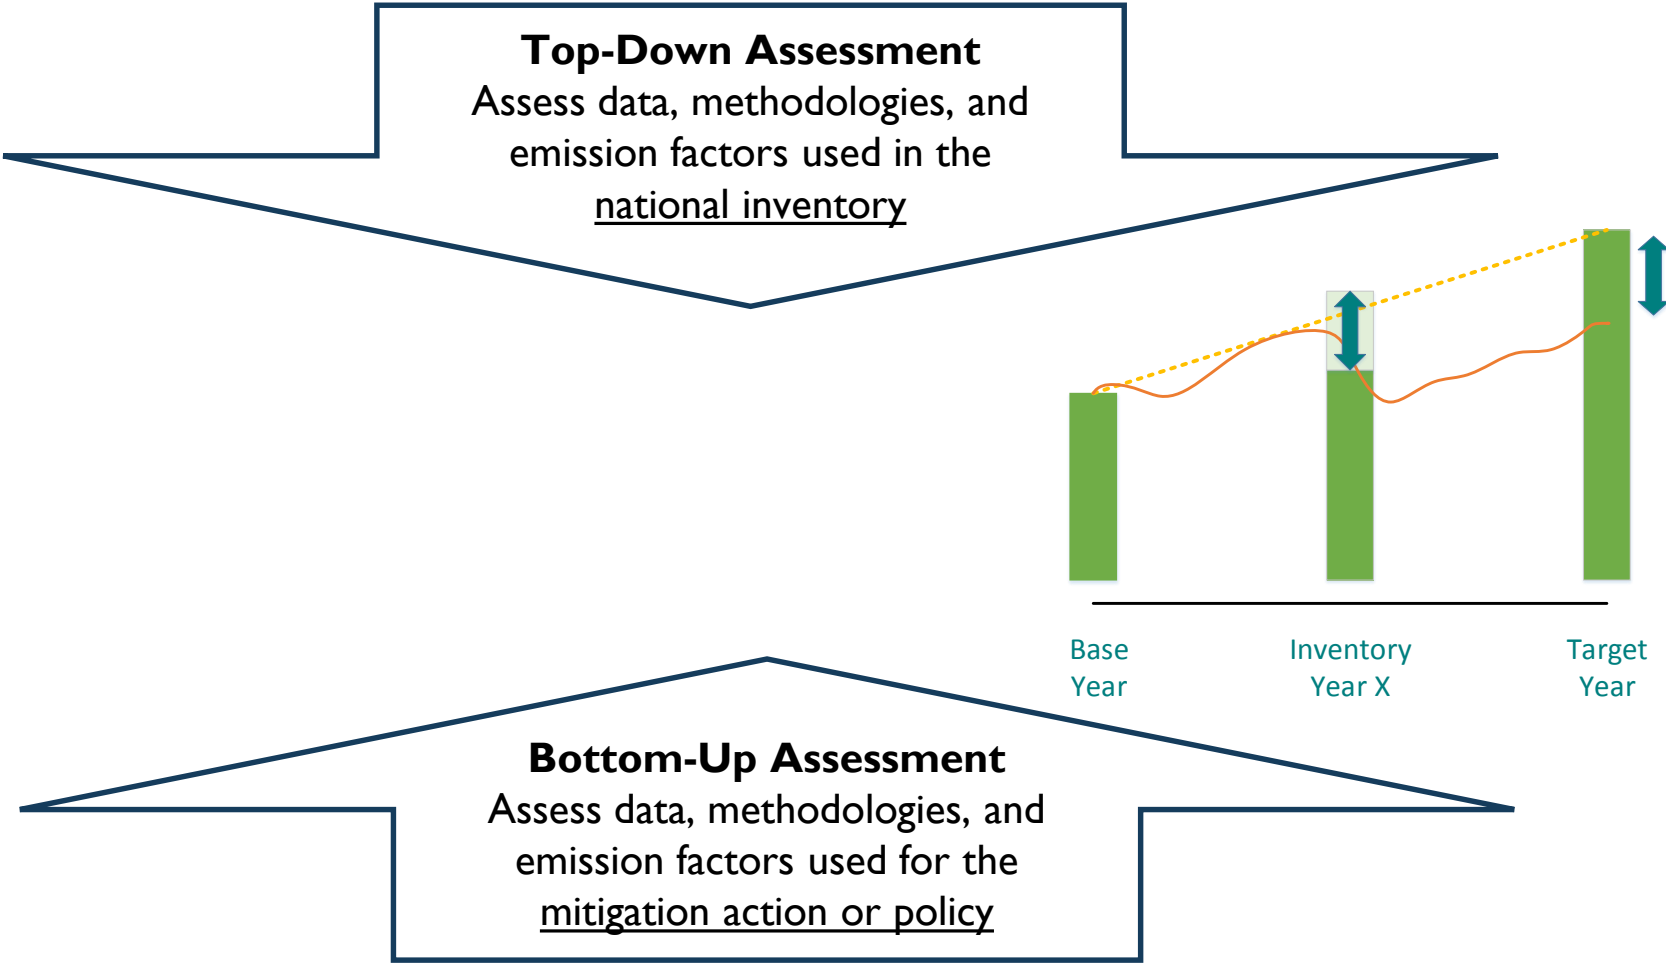 Top-Down Assessment
Assess data, methodologies, and
emission factors used in the
national inventory
Base
Year
Inventory
Year X
Target
Year
Bottom-Up Assessment
Assess data, methodologies, and
emission factors used for the
mitigation action or policy